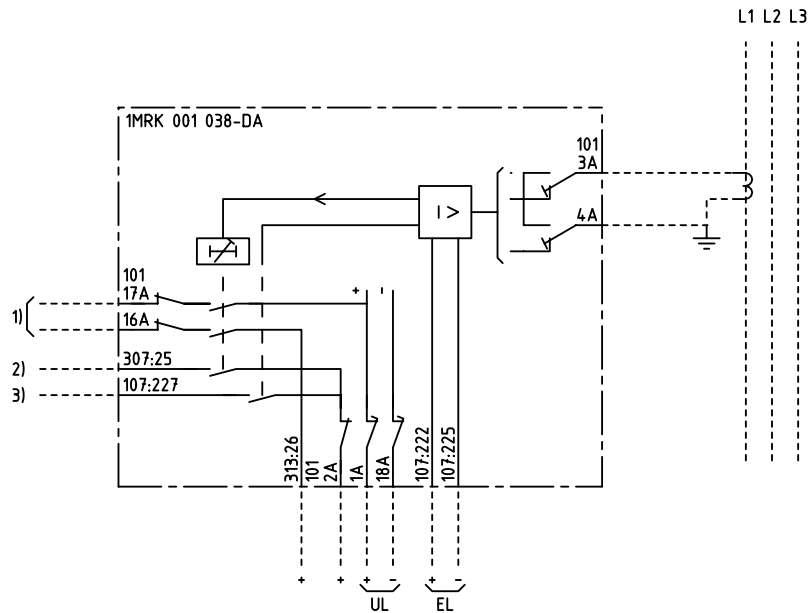 L1 L2 L3
1MRK 001 038-DA
101
3A
4A
I >
101
17A
1)
16A
2)
307:25
3)
107:227
+ -
313:26
101
2A
1A
18A
107:222
107:225
+ + + - + -
UL EL